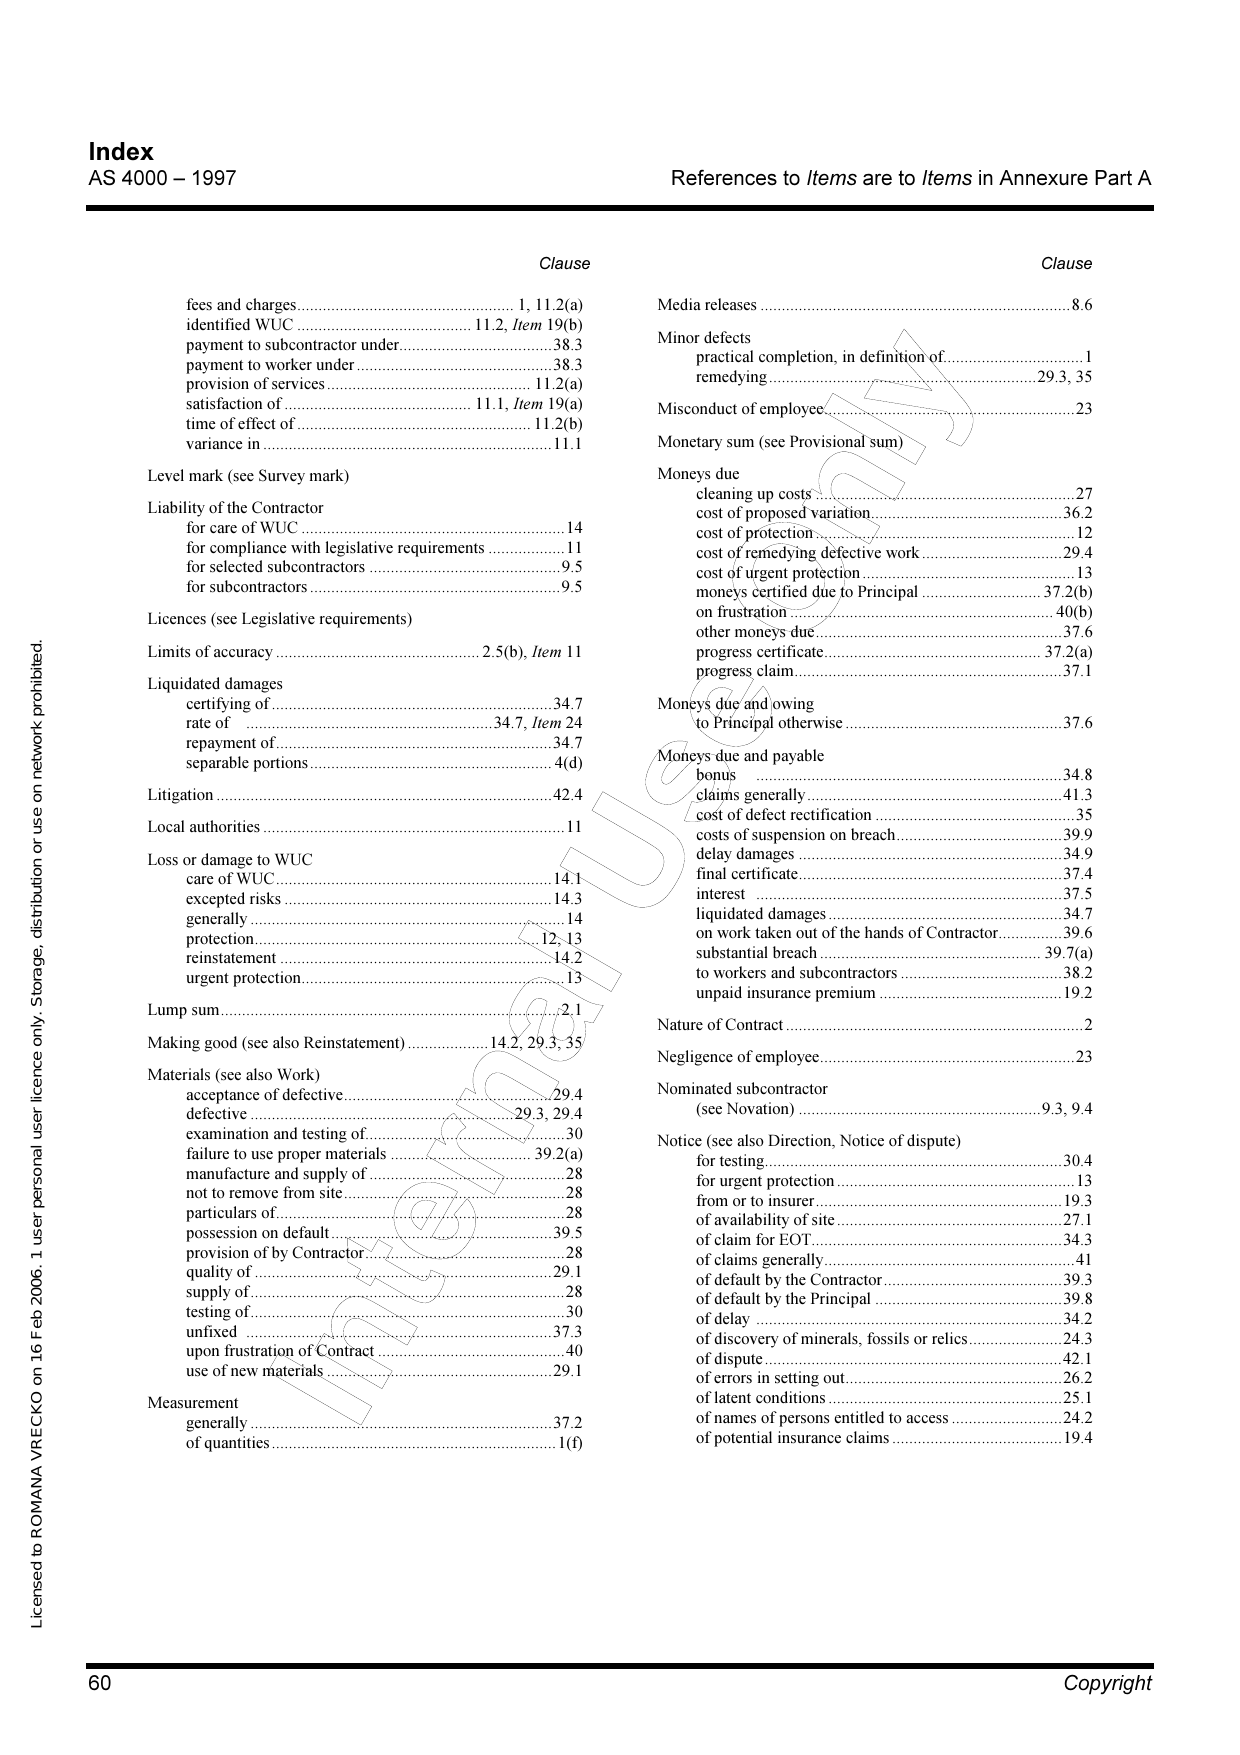 Index
AS 4000 – 1997 References to Items are to Items in Annexure Part A
Clause
fees and charges................................................... 1, 11.2(a)
identified WUC ......................................... 11.2, Item 19(b)
payment to subcontractor under....................................38.3
payment to worker under ..............................................38.3
provision of services................................................ 11.2(a)
satisfaction of ............................................ 11.1, Item 19(a)
time of effect of ....................................................... 11.2(b)
variance in ....................................................................11.1
Level mark (see Survey mark)
Liability of the Contractor
for care of WUC ..............................................................14
for compliance with legislative requirements ..................11
for selected subcontractors .............................................9.5
for subcontractors ...........................................................9.5
Licences (see Legislative requirements)
Limits of accuracy ................................................ 2.5(b), Item 11
Liquidated damages
certifying of ..................................................................34.7
rate of ..........................................................34.7, Item 24
repayment of.................................................................34.7
separable portions......................................................... 4(d)
Litigation ...............................................................................42.4
Local authorities .......................................................................11
Loss or damage to WUC
care of WUC.................................................................14.1
excepted risks ...............................................................14.3
generally ..........................................................................14
protection...................................................................12, 13
reinstatement ................................................................14.2
urgent protection..............................................................13
Lump sum................................................................................2.1
Making good (see also Reinstatement) ...................14.2, 29.3, 35
Materials (see also Work)
acceptance of defective.................................................29.4
defective ..............................................................29.3, 29.4
examination and testing of...............................................30
failure to use proper materials ................................. 39.2(a)
manufacture and supply of ..............................................28
not to remove from site....................................................28
particulars of....................................................................28
possession on default....................................................39.5
provision of by Contractor...............................................28
quality of ......................................................................29.1
supply of..........................................................................28
testing of..........................................................................30
unfixed ........................................................................37.3
upon frustration of Contract ............................................40
use of new materials .....................................................29.1
Measurement
generally .......................................................................37.2
of quantities................................................................... 1(f)
Clause
Media releases .........................................................................8.6
Minor defects
practical completion, in definition of.................................1
remedying...............................................................29.3, 35
Misconduct of employee...........................................................23
Monetary sum (see Provisional sum)
Moneys due
cleaning up costs .............................................................27
cost of proposed variation.............................................36.2
cost of protection .............................................................12
cost of remedying defective work .................................29.4
cost of urgent protection ..................................................13
moneys certified due to Principal ............................ 37.2(b)
on frustration .............................................................. 40(b)
other moneys due..........................................................37.6
progress certificate................................................... 37.2(a)
progress claim...............................................................37.1
Moneys due and owing
to Principal otherwise ...................................................37.6
Moneys due and payable
bonus ........................................................................34.8
claims generally............................................................41.3
cost of defect rectification ...............................................35
costs of suspension on breach.......................................39.9
delay damages ..............................................................34.9
final certificate..............................................................37.4
interest ........................................................................37.5
liquidated damages .......................................................34.7
on work taken out of the hands of Contractor...............39.6
substantial breach .................................................... 39.7(a)
to workers and subcontractors ......................................38.2
unpaid insurance premium ...........................................19.2
Nature of Contract ......................................................................2
Negligence of employee............................................................23
Nominated subcontractor
(see Novation) .........................................................9.3, 9.4
Notice (see also Direction, Notice of dispute)
for testing......................................................................30.4
for urgent protection ........................................................13
from or to insurer..........................................................19.3
of availability of site.....................................................27.1
of claim for EOT...........................................................34.3
of claims generally...........................................................41
of default by the Contractor ..........................................39.3
of default by the Principal ............................................39.8
of delay ........................................................................34.2
of discovery of minerals, fossils or relics......................24.3
of dispute......................................................................42.1
of errors in setting out...................................................26.2
of latent conditions .......................................................25.1
of names of persons entitled to access ..........................24.2
of potential insurance claims ........................................19.4
Internal Use only
Licensed to ROMANA VRECKO on 16 Feb 2006. 1 user personal user licence only. Storage, distribution or use on network prohibited.
60 Copyright